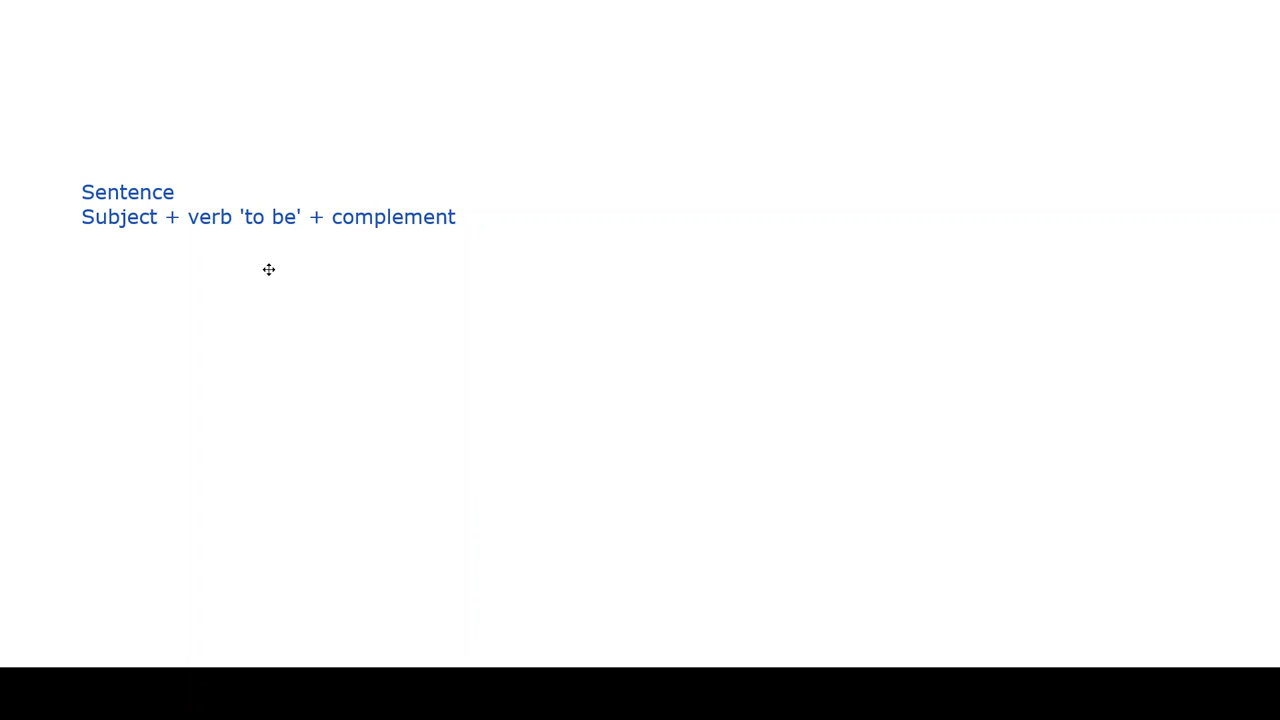 Sentence
Subject + verb 'to be' + complement